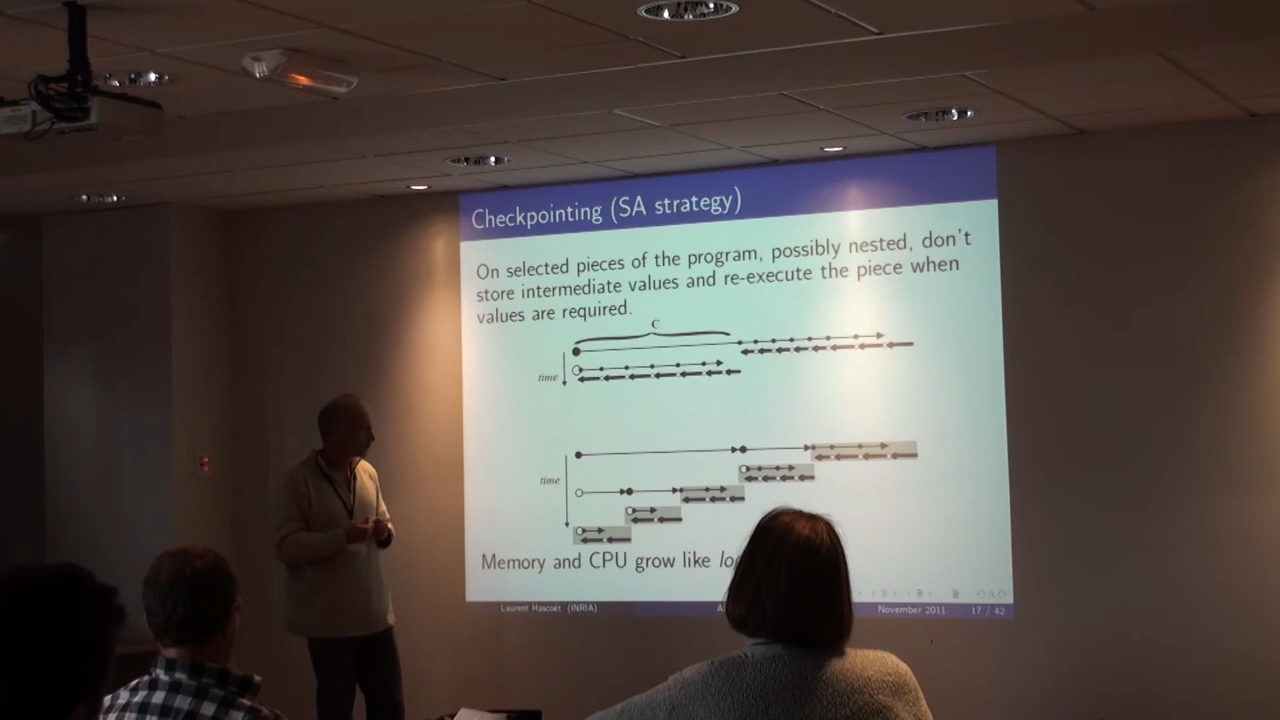 Checkpointing (SA strategy)
On selected pieces of the program, possibly nested, don't
store intermediate values and re-execute the piece when
values are required.
C
time
time
Memory and CPU grow like
Laurent Hascoët (INRIA)
November 2011
17 / 42